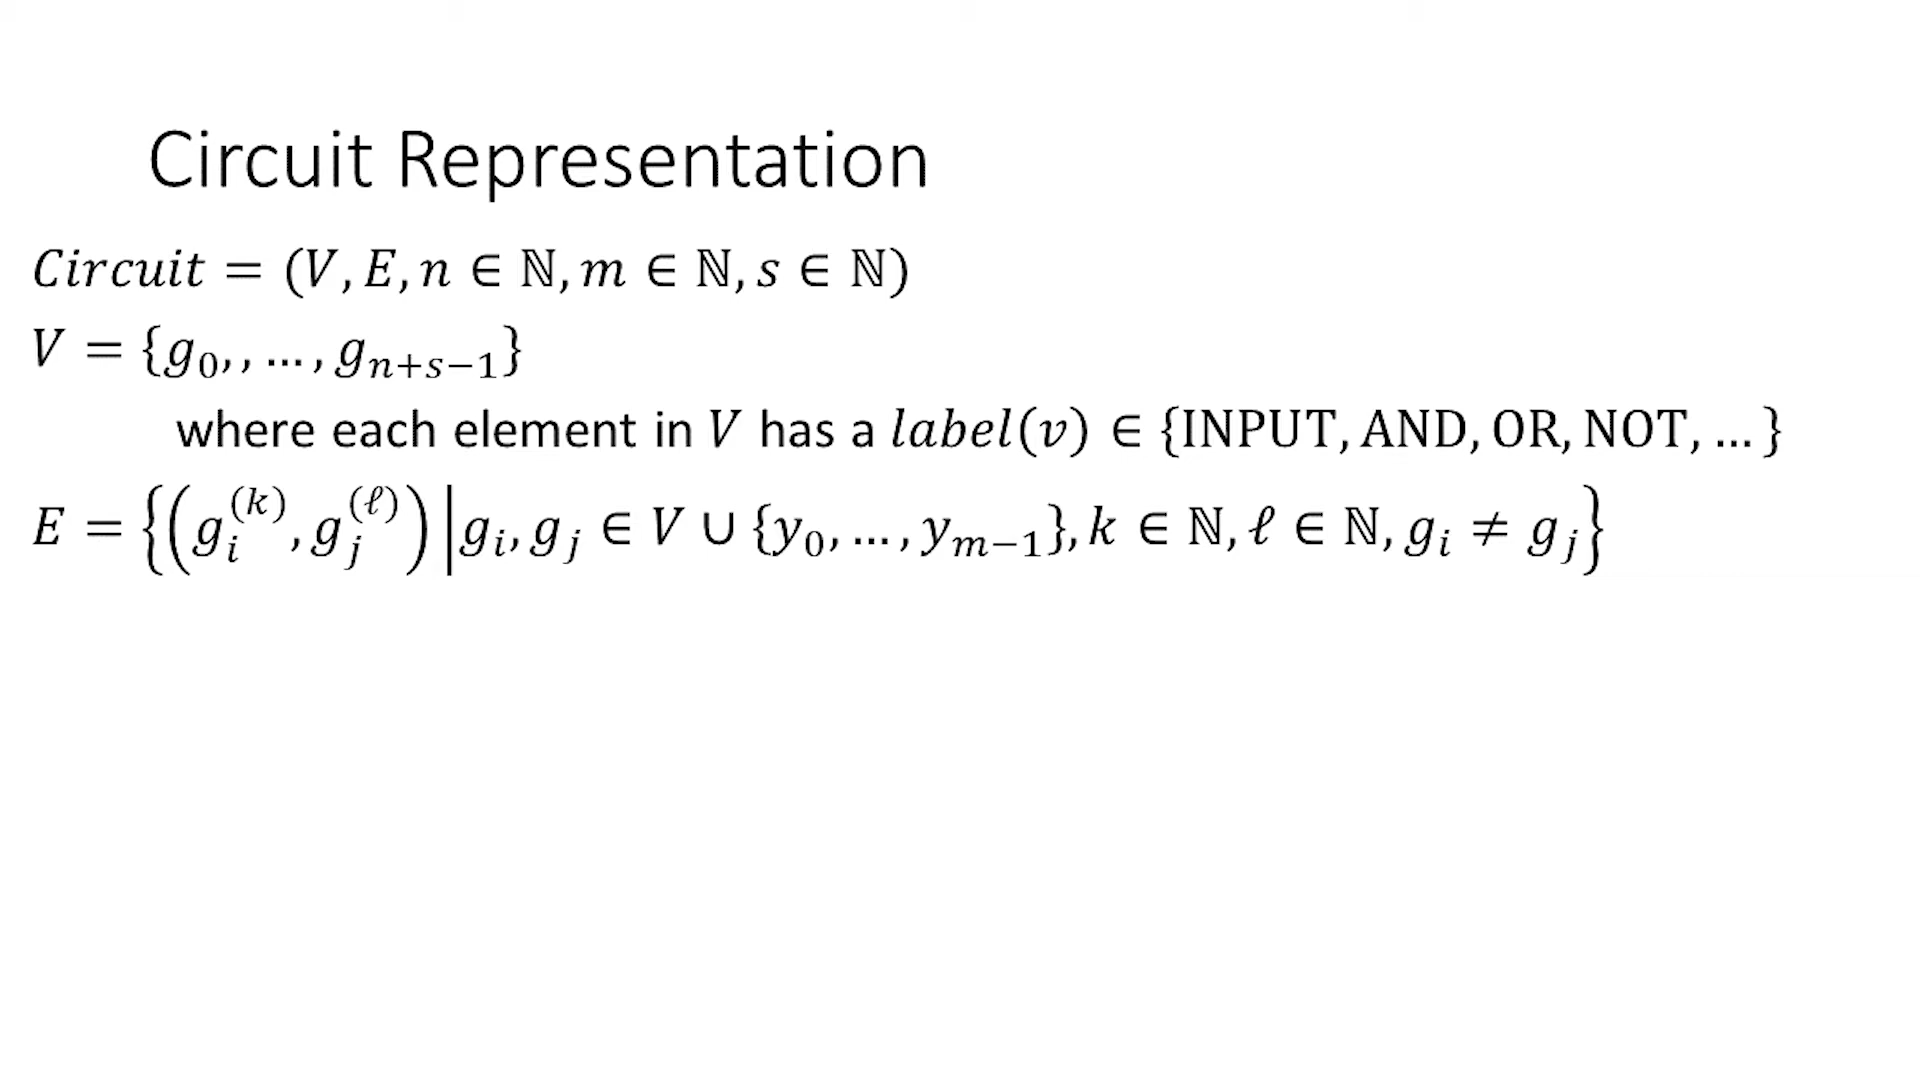 Circuit Representation
Circuit = (V, E, n ∈ ℕ, m ∈ ℕ, s ∈ ℕ)
V = {g₀,, … , gₙ₊ₛ₋₁}
where each element in V has a label(v) ∈ {INPUT, AND, OR, NOT, … }
E = {(gᵢ⁽ᵏ⁾, gⱼ⁽ℓ⁾) | gᵢ, gⱼ ∈ V ∪ {y₀, … , yₘ₋₁}, k ∈ ℕ, ℓ ∈ ℕ, gᵢ ≠ gⱼ}